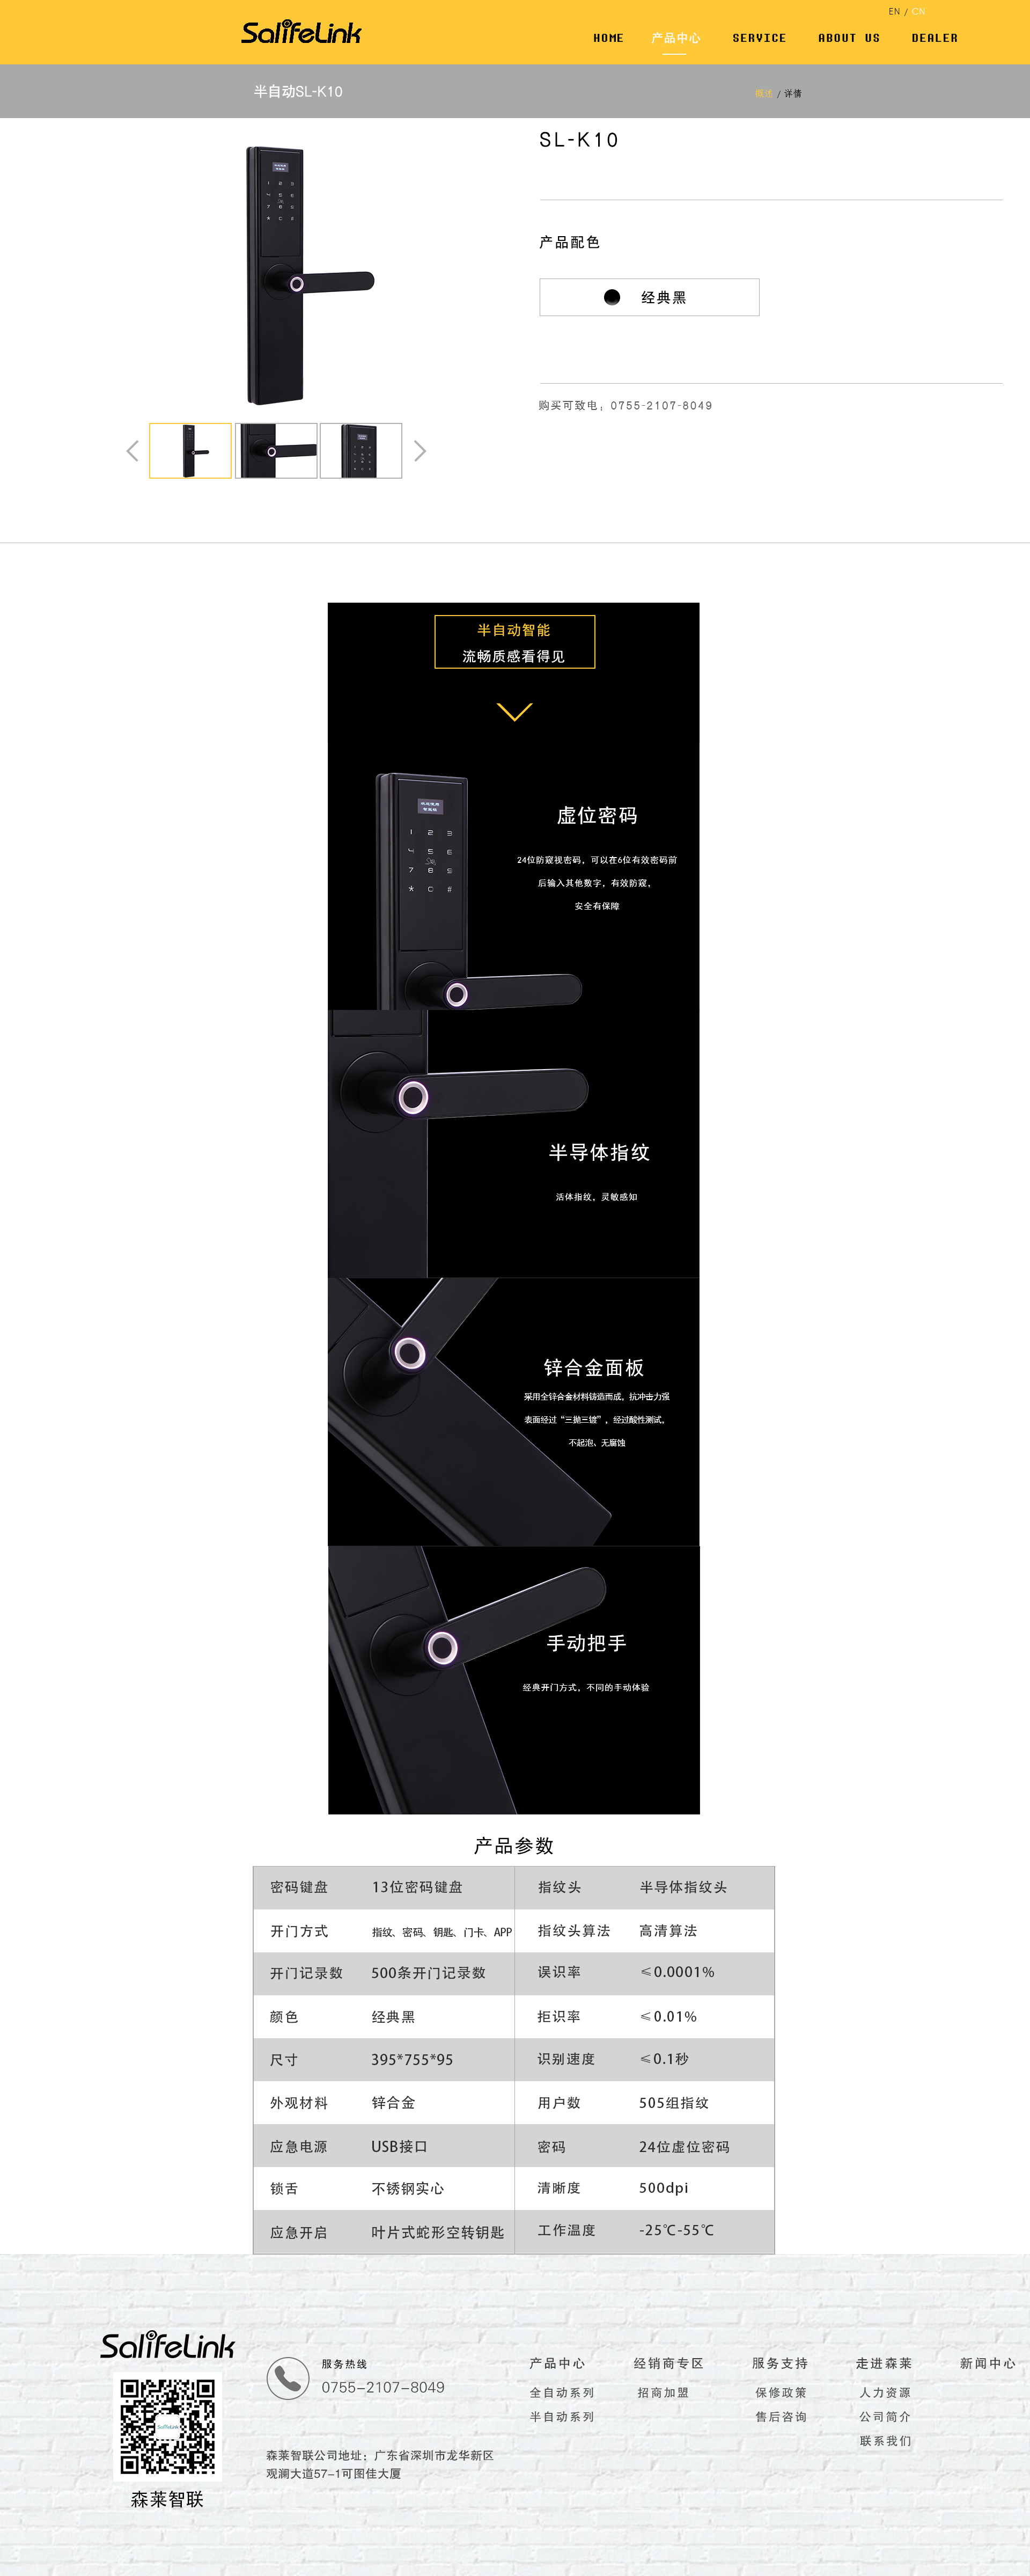 EN / CN
SalifeLink
HOME 产品中心 SERVICE ABOUT US DEALER
半自动SL-K10
概述 / 详情
SL-K10
产品配色
经典黑
购买可致电，0755-2107-8049
半自动智能
流畅质感看得见
欢迎使用
智能锁
1 2 3
4 5 6
7 8 9
* C #
虚位密码
24位防窥视密码，可以在6位有效密码前
后输入其他数字，有效防窥，
安全有保障
半导体指纹
活体指纹，灵敏感知
锌合金面板
采用全锌合金材料铸造而成，抗冲击力强
表面经过“三抛三镀”，经过酸性测试，
不起泡、无腐蚀
手动把手
经典开门方式，不同的手动体验
产品参数
密码键盘 13位密码键盘 指纹头 半导体指纹头
开门方式 指纹、密码、钥匙、门卡、APP 指纹头算法 高清算法
开门记录数 500条开门记录数 误识率 ≤0.0001%
颜色 经典黑 拒识率 ≤0.01%
尺寸 395*755*95 识别速度 ≤0.1秒
外观材料 锌合金 用户数 505组指纹
应急电源 USB接口 密码 24位虚位密码
锁舌 不锈钢实心 清晰度 500dpi
应急开启 叶片式蛇形空转钥匙 工作温度 -25℃-55℃
SalifeLink
服务热线
0755-2107-8049
产品中心 经销商专区 服务支持 走进森莱 新闻中心
全自动系列 招商加盟 保修政策 人力资源
半自动系列 售后咨询 公司简介
联系我们
SalifeLink
森莱智联
森莱智联公司地址：广东省深圳市龙华新区
观澜大道57-1可图佳大厦